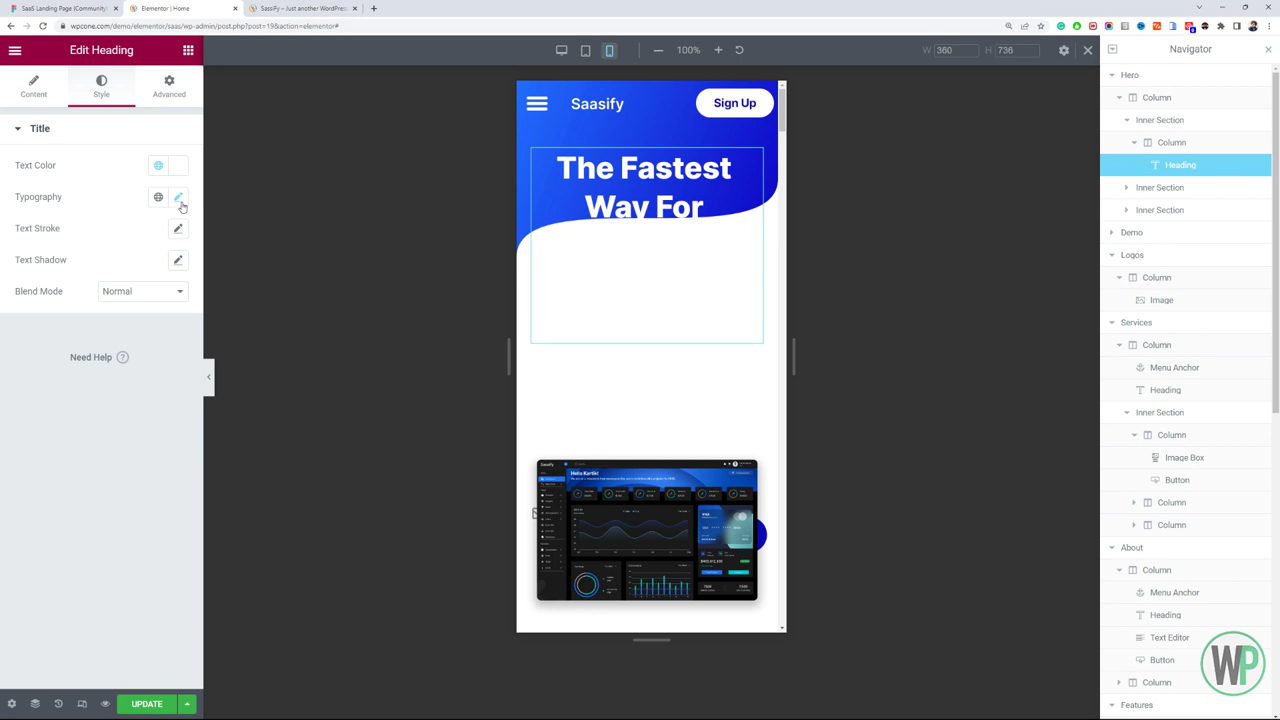 SaaS Landing Page (Community)
Elementor | Home
SassiFy – Just another WordPress
wpcone.com/demo/elementor/saas/wp-admin/post.php?post=19&action=elementor#
Edit Heading
100%
W 360 H 736
Navigator
Content
Style
Advanced
Title
Text Color
Typography
Text Stroke
Text Shadow
Blend Mode
Normal
Need Help ?
UPDATE
Saasify
Sign Up
The Fastest
Way For
Hello Kartik!
Hero
Column
Inner Section
Column
Heading
Inner Section
Inner Section
Demo
Logos
Column
Image
Services
Column
Menu Anchor
Heading
Inner Section
Column
Image Box
Button
Column
Column
About
Column
Menu Anchor
Heading
Text Editor
Button
Column
Features
WP